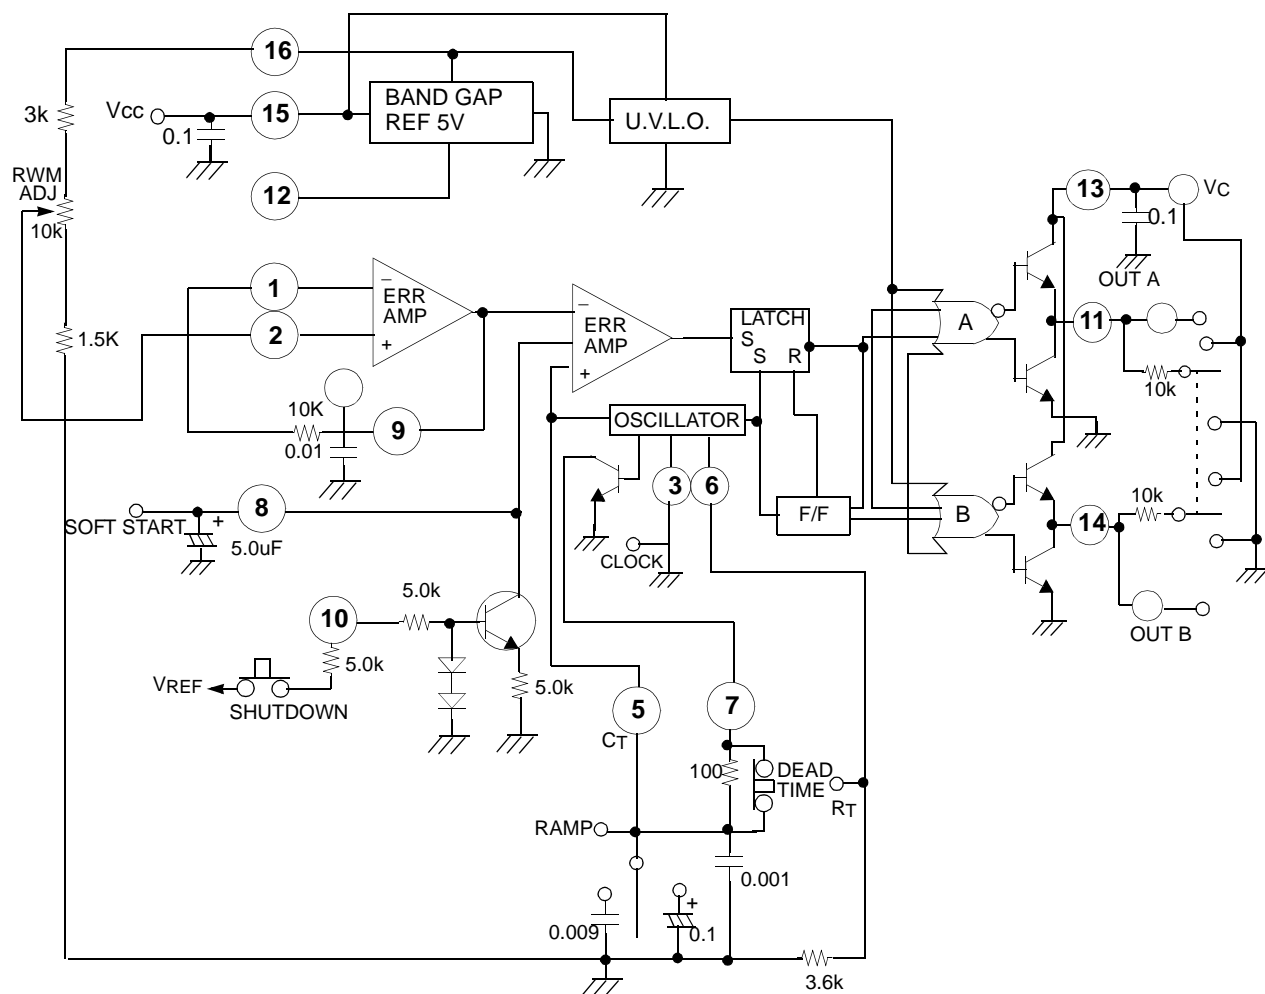 16
3k
Vcc
15
0.1
BAND GAP
REF 5V
U.V.L.O.
RWM
ADJ
10k
12
13
VC
0.1
OUT A
1
2
–
ERR
AMP
+
–
ERR
AMP
+
LATCH
S
S R
A
11
10k
1.5K
10K
0.01
9
OSCILLATOR
3
6
F/F
B
10k
14
SOFT START
8
+
5.0uF
CLOCK
OUT B
10
5.0k
5.0k
VREF
SHUTDOWN
5.0k
5
CT
7
100
DEAD
TIME
RT
RAMP
0.001
0.009
+
0.1
3.6k